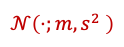 𝒩(·; m, s² )